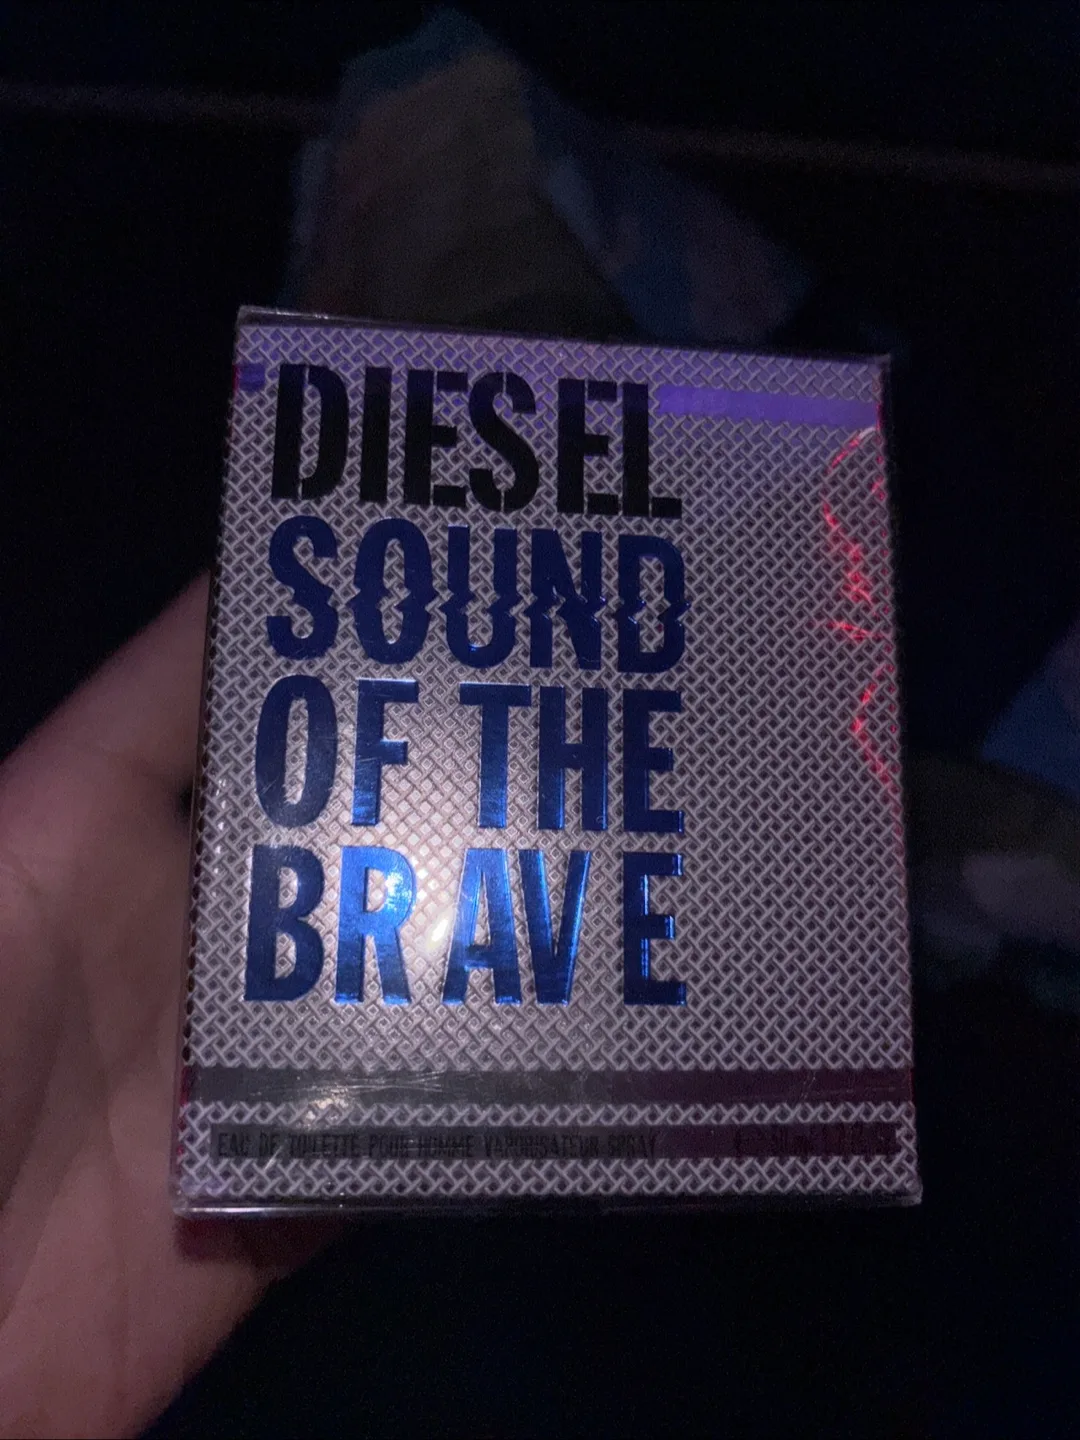 DIESEL
SOUND
OF THE
BRAVE
EAU DE TOILETTE POUR HOMME VAPORISATEUR SPRAY